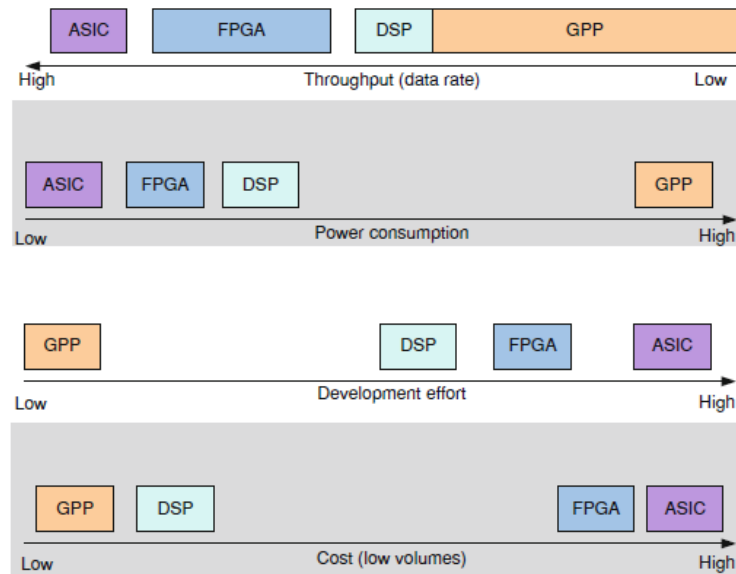 ASIC FPGA DSP GPP
High Throughput (data rate) Low
ASIC FPGA DSP GPP
Low Power consumption High
GPP DSP FPGA ASIC
Low Development effort High
GPP DSP FPGA ASIC
Low Cost (low volumes) High